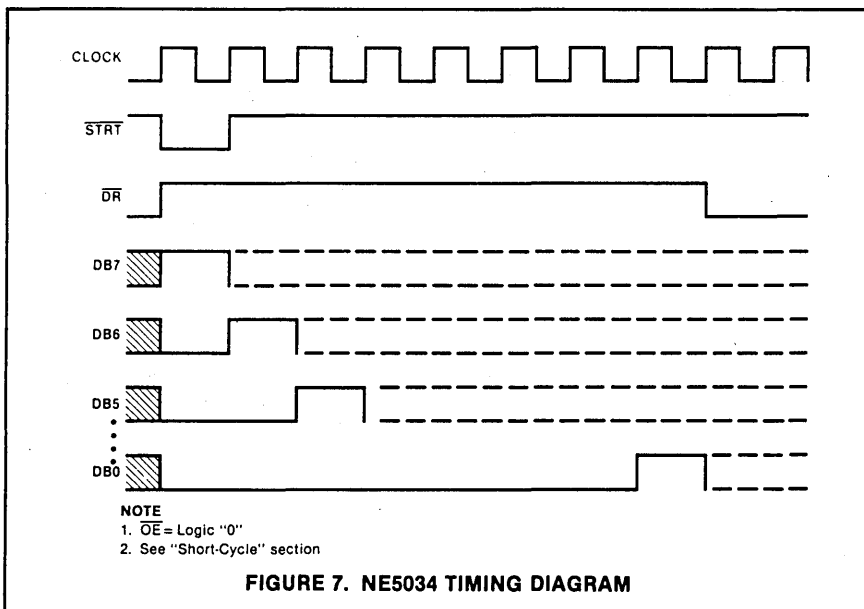 CLOCK
STRT
DR
DB7
DB6
DB5
DB0
NOTE
1. OE = Logic "0"
2. See "Short-Cycle" section
FIGURE 7. NE5034 TIMING DIAGRAM